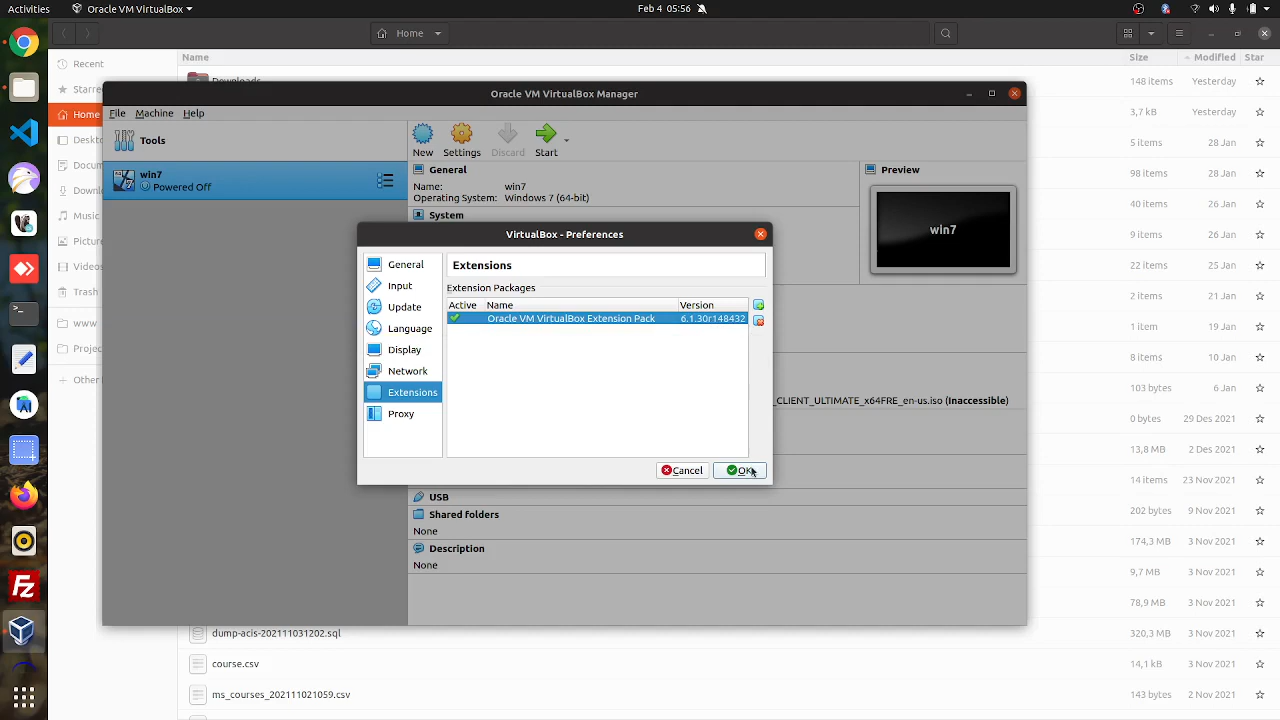 Activities
Oracle VM VirtualBox
Feb 4 05:56
Home
Name
Size
Modified
Star
Recent
Downloads
148 items
Yesterday
Starre
Oracle VM VirtualBox Manager
3,7 kB
Yesterday
Home
File
Machine
Help
Tools
5 items
28 Jan
Deskto
New
Settings
Discard
Start
98 items
28 Jan
Docum
General
Preview
win7
Powered Off
Name:
win7
Operating System:
Windows 7 (64-bit)
Downl
40 items
28 Jan
Music
System
9 items
26 Jan
win7
VirtualBox - Preferences
Picture
22 items
25 Jan
Videos
General
Extensions
Input
Extension Packages
2 items
21 Jan
Trash
Update
Active
Name
Version
Oracle VM VirtualBox Extension Pack
6.1.30r148432
www
Language
1 item
19 Jan
Display
8 items
10 Jan
Projec
Network
Other
Extensions
103 bytes
6 Jan
_CLIENT_ULTIMATE_x64FRE_en-us.iso (Inaccessible)
Proxy
0 bytes
29 Des 2021
13,8 MB
2 Des 2021
Cancel
OK
14 items
23 Nov 2021
USB
202 bytes
9 Nov 2021
Shared folders
None
174,3 MB
3 Nov 2021
Description
None
9,7 MB
3 Nov 2021
78,9 MB
3 Nov 2021
dump-acis-202111031202.sql
320,3 MB
3 Nov 2021
course.csv
14,1 kB
3 Nov 2021
ms_courses_202111021059.csv
143 bytes
2 Nov 2021